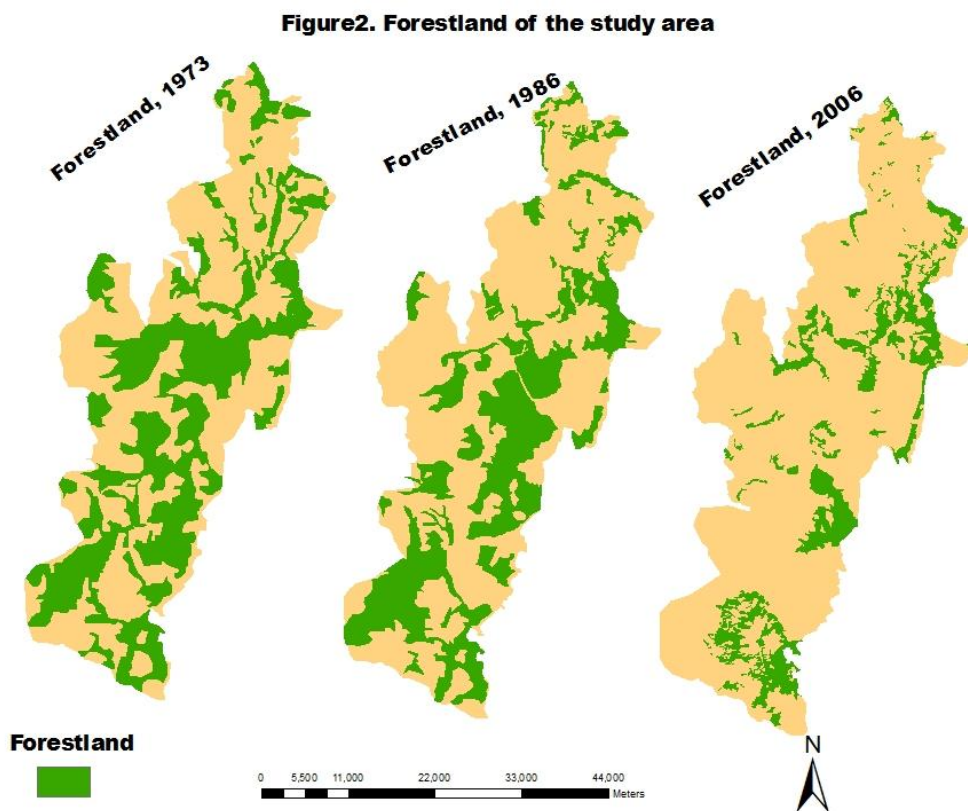 Figure2. Forestland of the study area
Forestland, 1973
Forestland, 1986
Forestland, 2006
Forestland
0 5,500 11,000 22,000 33,000 44,000
Meters
N